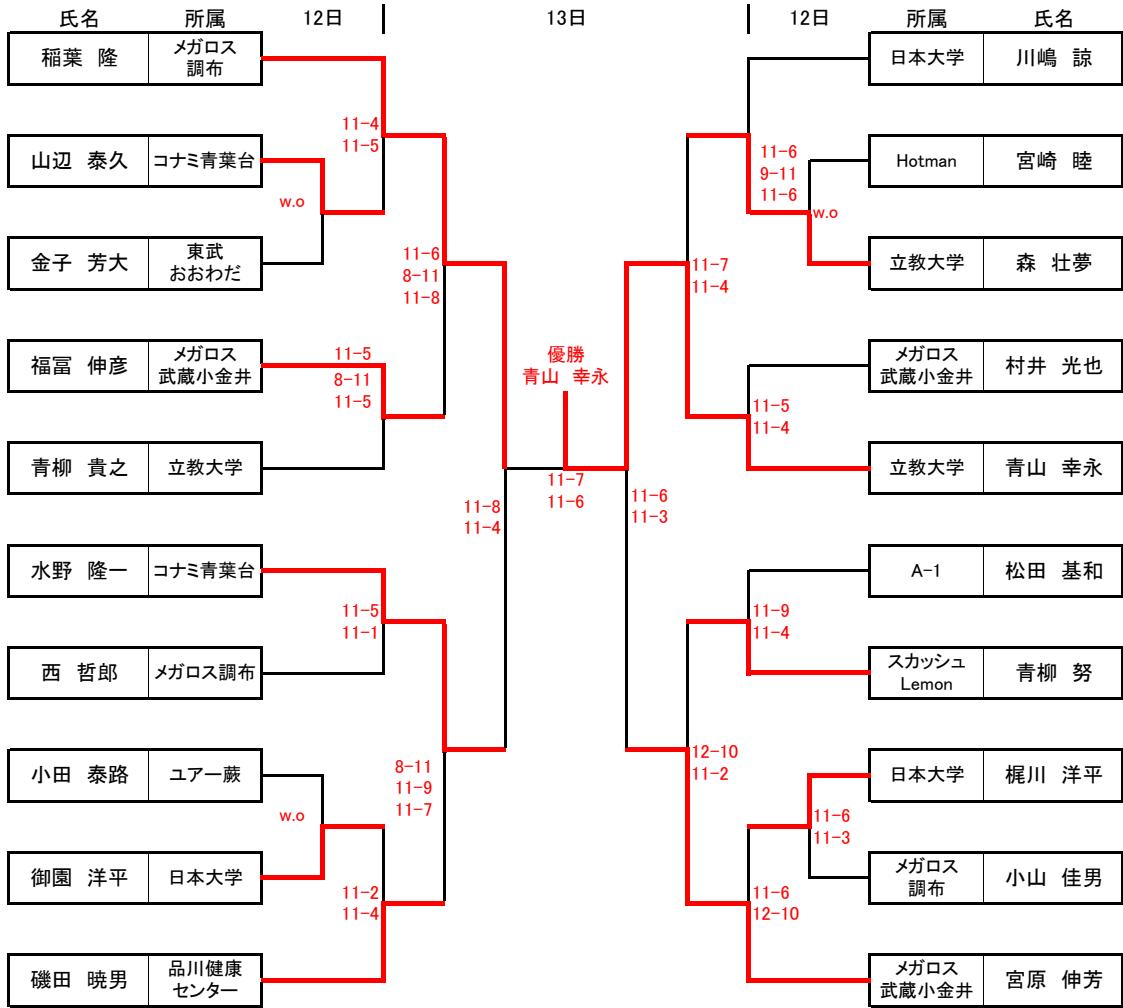 氏名 所属 12日 13日 12日 所属 氏名
稲葉 隆 メガロス
調布
11-4
11-5
山辺 泰久 コナミ青葉台
w.o
金子 芳大 東武
おおわだ
11-6
8-11
11-8
福冨 伸彦 メガロス
武蔵小金井
11-5
8-11
11-5
青柳 貴之 立教大学
11-8
11-4
水野 隆一 コナミ青葉台
11-5
11-1
西 哲郎 メガロス調布
小田 泰路 ユアー蕨
w.o
8-11
11-9
11-7
御園 洋平 日本大学
11-2
11-4
磯田 暁男 品川健康
センター
優勝
青山 幸永
11-7
11-6
日本大学 川嶋 諒
11-6
9-11
11-6
Hotman 宮崎 睦
w.o
立教大学 森 壮夢
11-7
11-4
メガロス
武蔵小金井 村井 光也
11-5
11-4
立教大学 青山 幸永
11-6
11-3
A-1 松田 基和
11-9
11-4
スカッシュ
Lemon 青柳 努
12-10
11-2
日本大学 梶川 洋平
11-6
11-3
メガロス
調布 小山 佳男
11-6
12-10
メガロス
武蔵小金井 宮原 伸芳